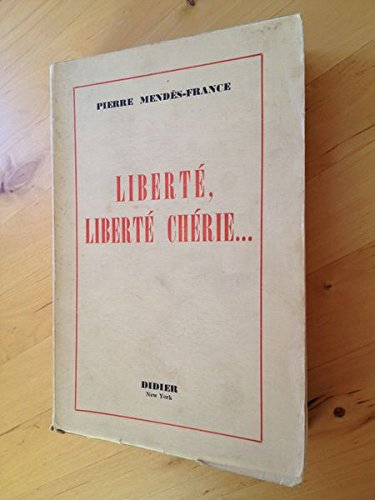 PIERRE MENDÈS-FRANCE
LIBERTÉ,
LIBERTÉ CHÉRIE...
DIDIER
New York